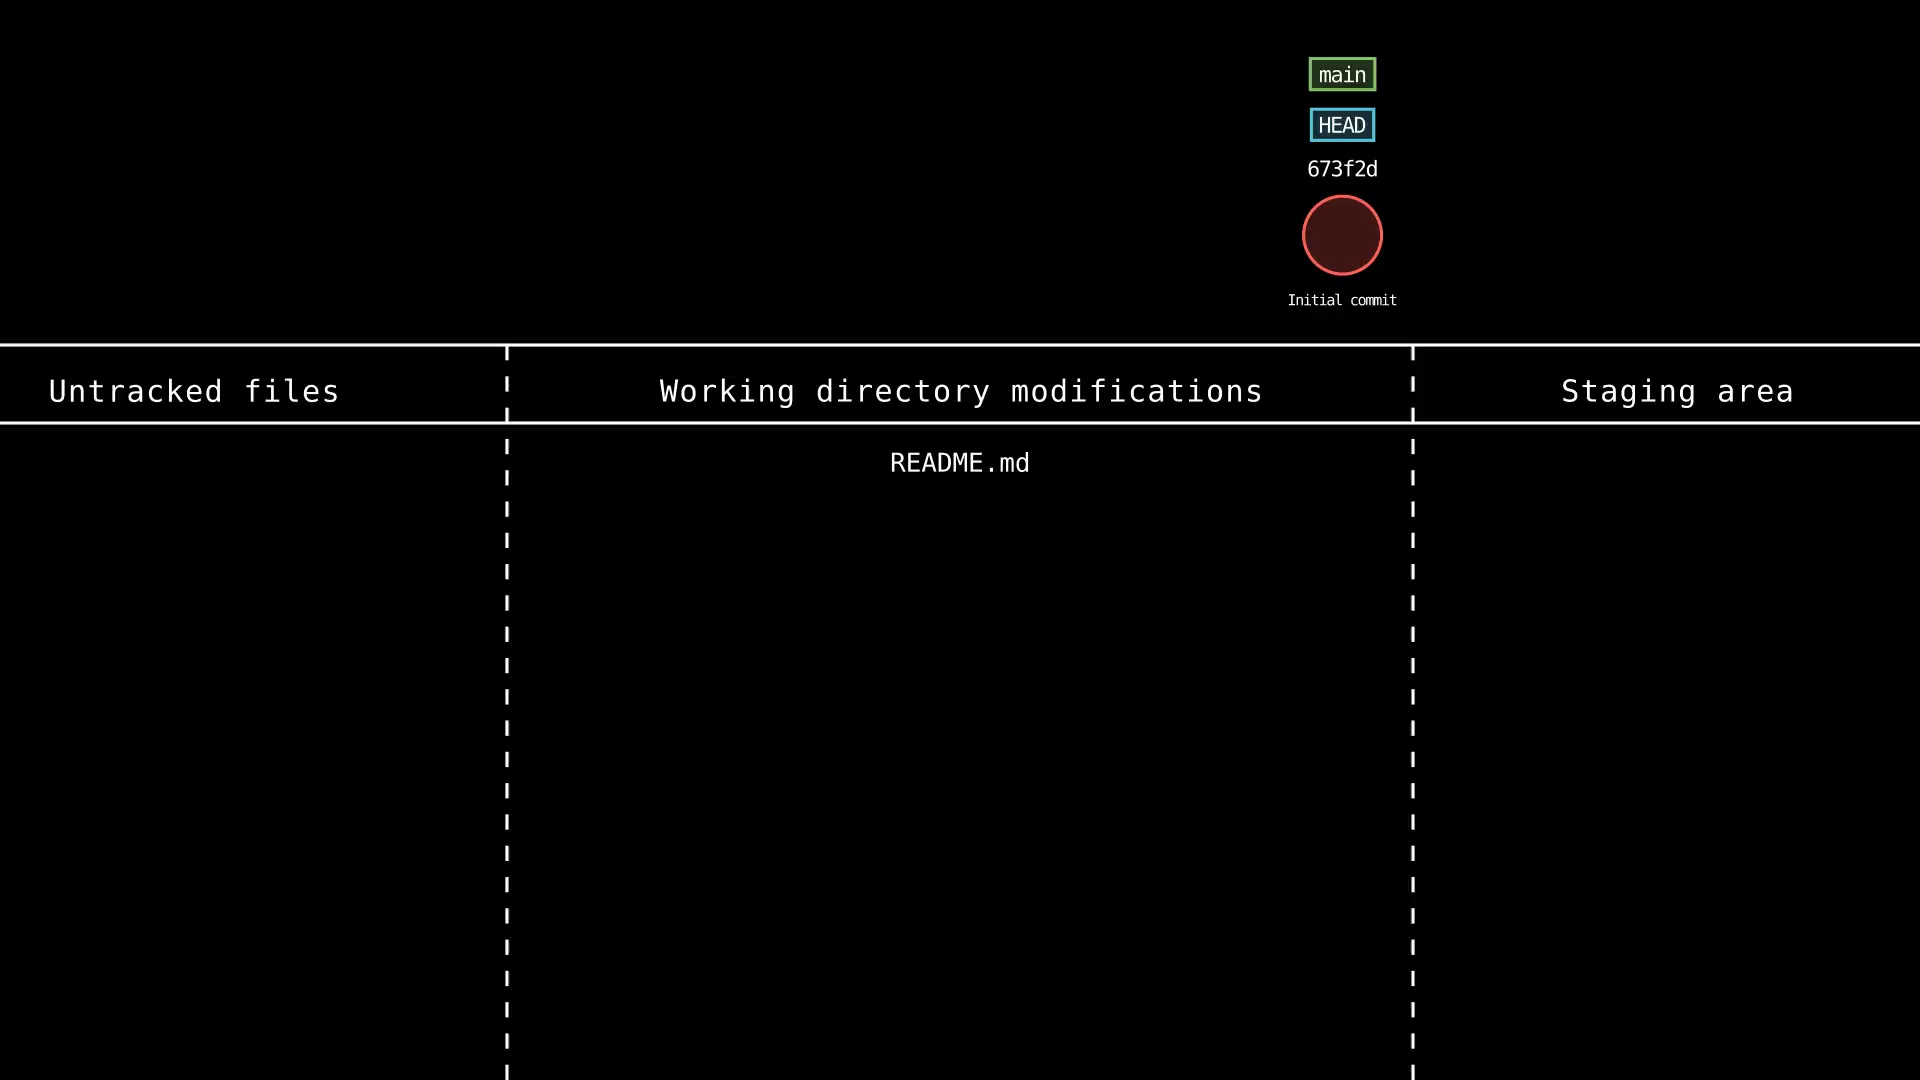 main
HEAD
673f2d
Initial commit
Untracked files
Working directory modifications
Staging area
README.md